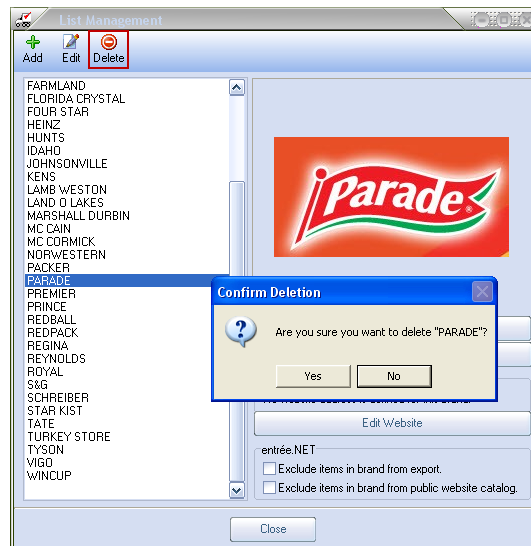 List Management
Add Edit Delete
FARMLAND
FLORIDA CRYSTAL
FOUR STAR
HEINZ
HUNTS
IDAHO
JOHNSONVILLE
KENS
LAMB WESTON
LAND O LAKES
MARSHALL DURBIN
MC CAIN
MC CORMICK
NORWESTERN
PACKER
PARADE
PREMIER
PRINCE
REDBALL
REDPACK
REGINA
REYNOLDS
ROYAL
S&G
SCHREIBER
STAR KIST
TATE
TURKEY STORE
TYSON
VIGO
WINCUP
Parade®
Confirm Deletion
Are you sure you want to delete "PARADE"?
Yes No
Edit Website
entrée.NET
Exclude items in brand from export.
Exclude items in brand from public website catalog.
Close